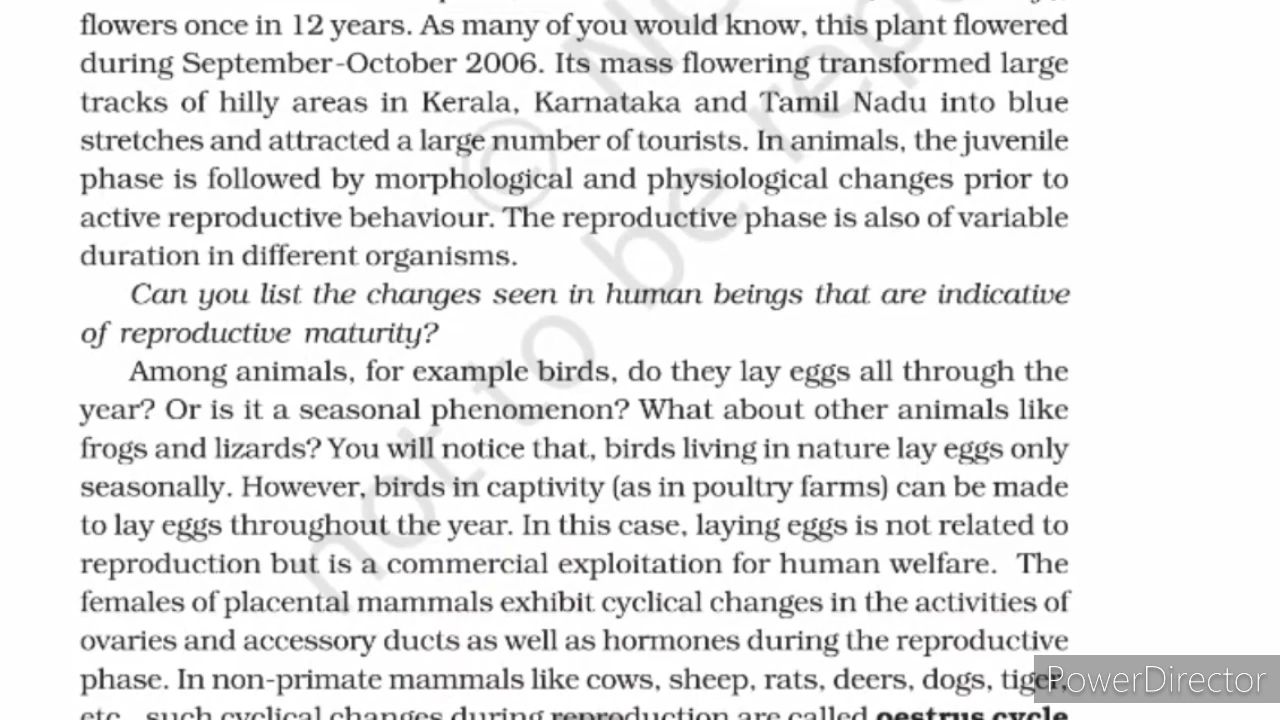 flowers once in 12 years. As many of you would know, this plant flowered
during September-October 2006. Its mass flowering transformed large
tracks of hilly areas in Kerala, Karnataka and Tamil Nadu into blue
stretches and attracted a large number of tourists. In animals, the juvenile
phase is followed by morphological and physiological changes prior to
active reproductive behaviour. The reproductive phase is also of variable
duration in different organisms.
Can you list the changes seen in human beings that are indicative
of reproductive maturity?
Among animals, for example birds, do they lay eggs all through the
year? Or is it a seasonal phenomenon? What about other animals like
frogs and lizards? You will notice that, birds living in nature lay eggs only
seasonally. However, birds in captivity (as in poultry farms) can be made
to lay eggs throughout the year. In this case, laying eggs is not related to
reproduction but is a commercial exploitation for human welfare. The
females of placental mammals exhibit cyclical changes in the activities of
ovaries and accessory ducts as well as hormones during the reproductive
phase. In non-primate mammals like cows, sheep, rats, deers, dogs, tiger,
etc., such cyclical changes during reproduction are called oestrus cycle
© 
not to be
PowerDirector